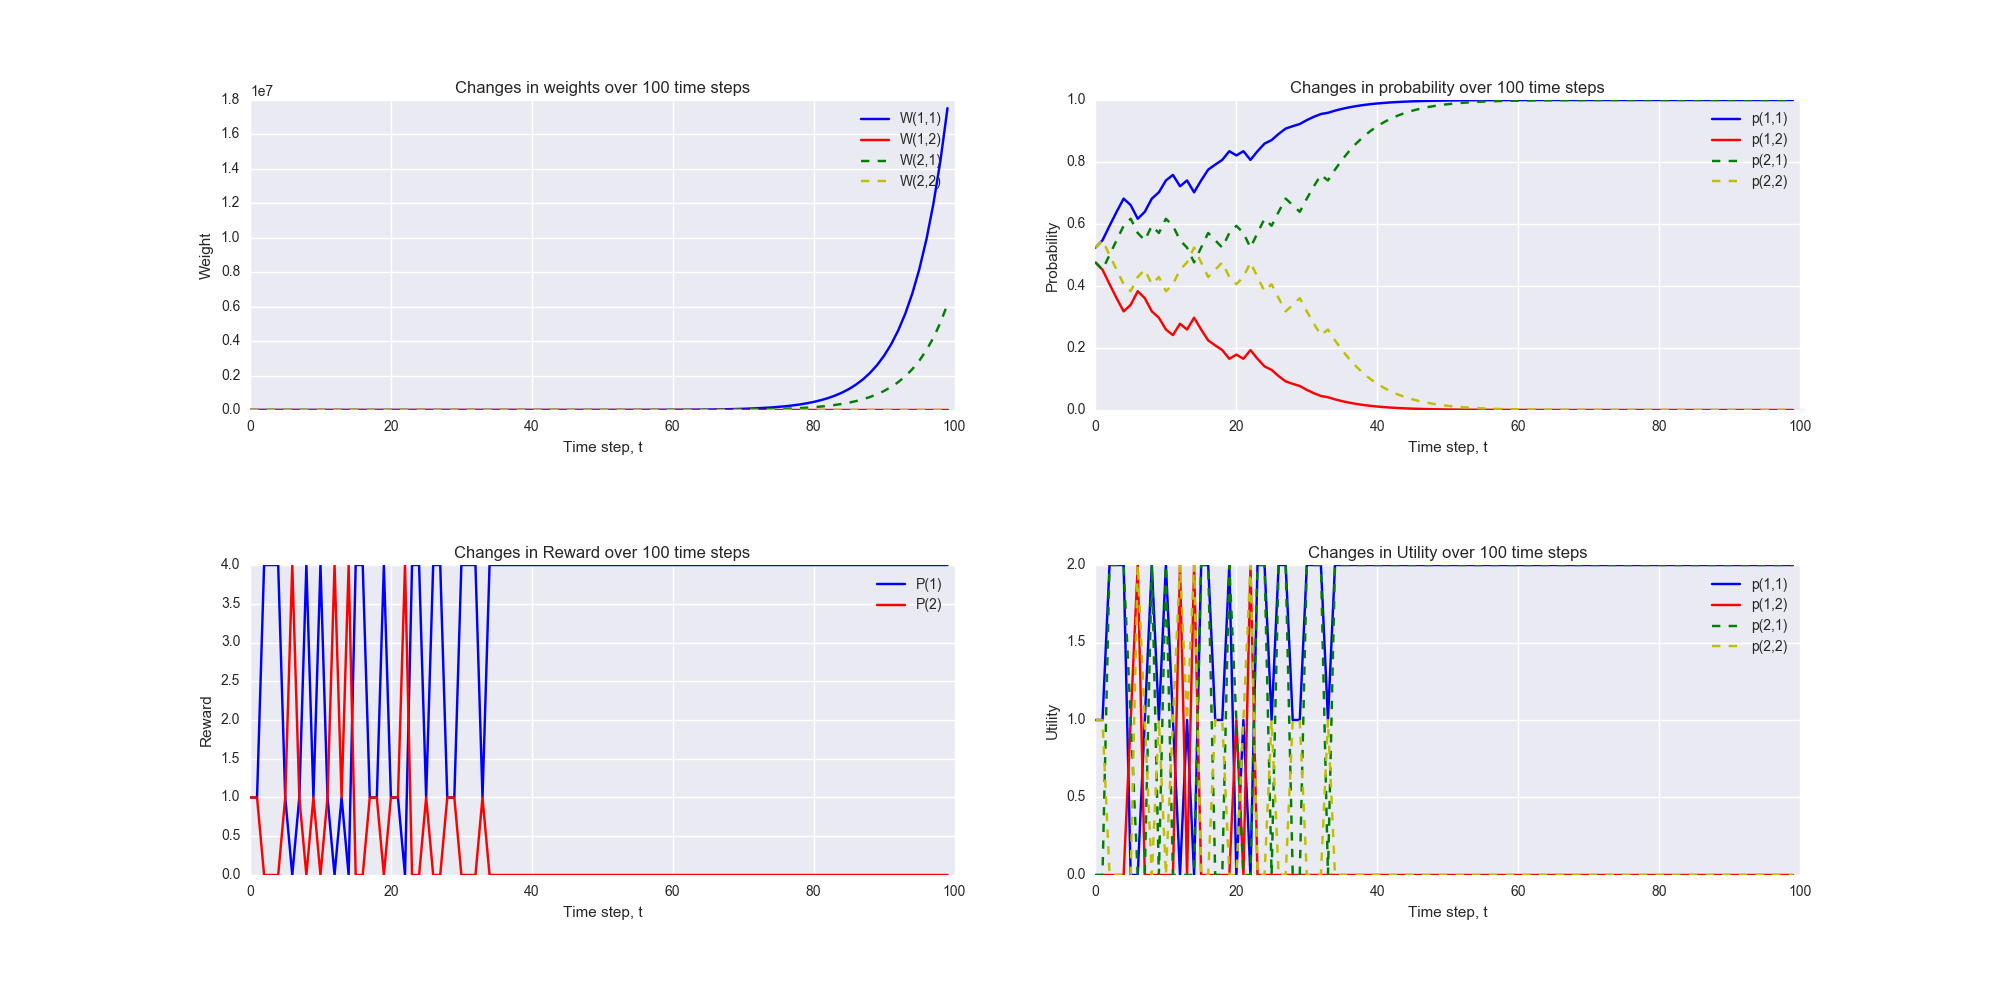 Changes in weights over 100 time steps
1e7
1.8
1.6
1.4
1.2
1.0
0.8
0.6
0.4
0.2
0.0
Weight
W(1,1)
W(1,2)
W(2,1)
W(2,2)
0 20 40 60 80 100
Time step, t
Changes in probability over 100 time steps
1.0
0.8
0.6
0.4
0.2
0.0
Probability
p(1,1)
p(1,2)
p(2,1)
p(2,2)
0 20 40 60 80 100
Time step, t
Changes in Reward over 100 time steps
4.0
3.5
3.0
2.5
2.0
1.5
1.0
0.5
0.0
Reward
P(1)
P(2)
0 20 40 60 80 100
Time step, t
Changes in Utility over 100 time steps
2.0
1.5
1.0
0.5
0.0
Utility
p(1,1)
p(1,2)
p(2,1)
p(2,2)
0 20 40 60 80 100
Time step, t